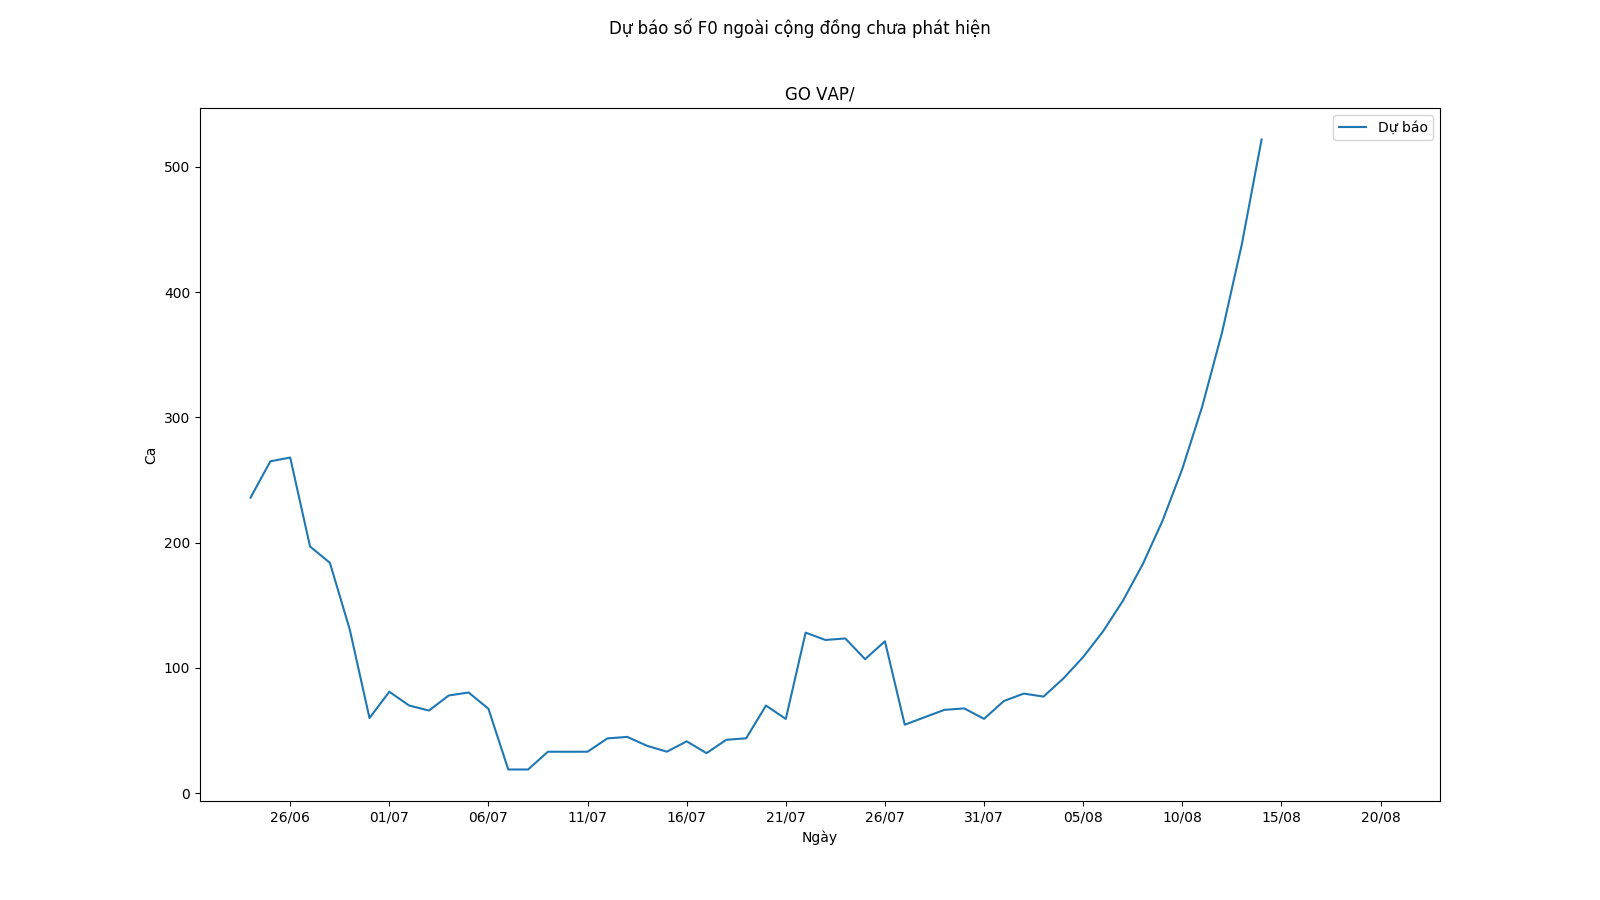 Dự báo số F0 ngoài cộng đồng chưa phát hiện
GO VAP/
Dự báo
500
400
300
200
100
0
Ca
26/06 01/07 06/07 11/07 16/07 21/07 26/07 31/07 05/08 10/08 15/08 20/08
Ngày